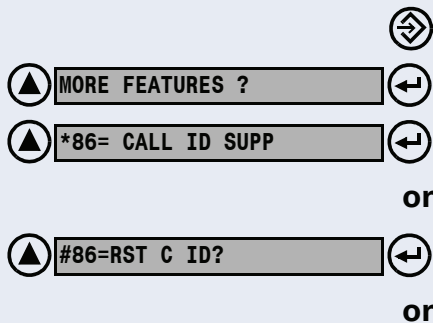 MORE FEATURES ?
*86= CALL ID SUPP
or
#86=RST C ID?
or